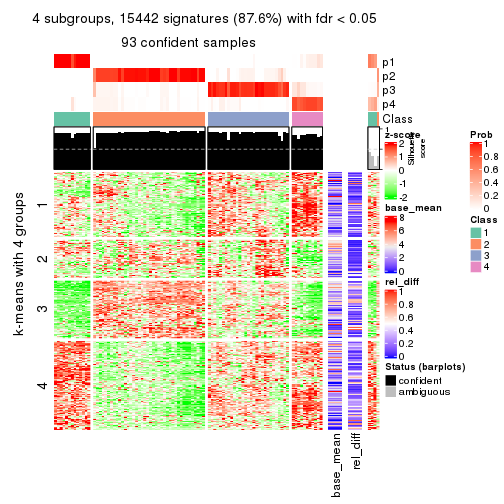 4 subgroups, 15442 signatures (87.6%) with fdr < 0.05
93 confident samples
p1
p2
p3
p4
Class
1
Silhouette
score
k-means with 4 groups
1
2
3
4
base_mean
rel_diff
z-score
2
1
0
-1
-2
base_mean
8
6
4
2
0
rel_diff
1
0.8
0.6
0.4
0.2
0
Status (barplots)
confident
ambiguous
Prob
1
0.8
0.6
0.4
0.2
0
Class
1
2
3
4